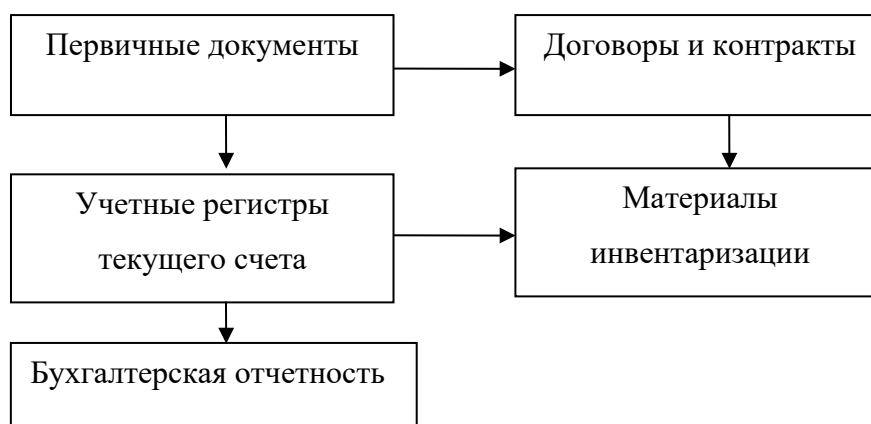 Первичные документы
Договоры и контракты
Учетные регистры
текущего счета
Материалы
инвентаризации
Бухгалтерская отчетность